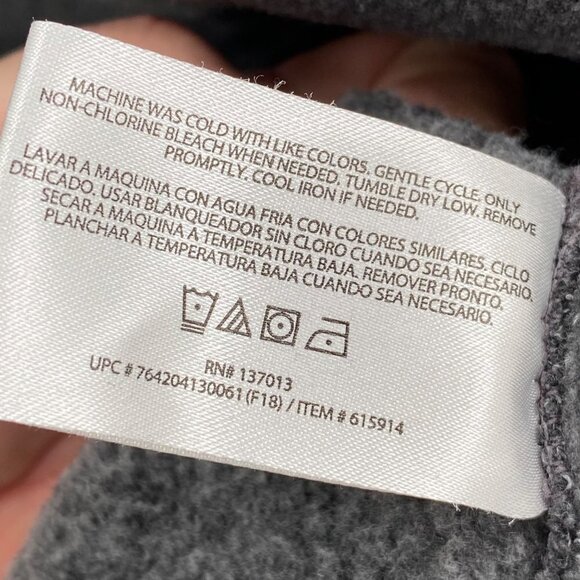 MACHINE WAS COLD WITH LIKE COLORS. GENTLE CYCLE. ONLY
NON-CHLORINE BLEACH WHEN NEEDED. TUMBLE DRY LOW. REMOVE
PROMPTLY. COOL IRON IF NEEDED.
LAVAR A MAQUINA CON AGUA FRIA CON COLORES SIMILARES. CICLO
DELICADO. USAR BLANQUEADOR SIN CLORO CUANDO SEA NECESARIO.
SECAR A MAQUINA A TEMPERATURA BAJA. REMOVER PRONTO.
PLANCHAR A TEMPERATURA BAJA CUANDO SEA NECESARIO.
RN# 137013
UPC # 764204130061 (F18) / ITEM # 615914